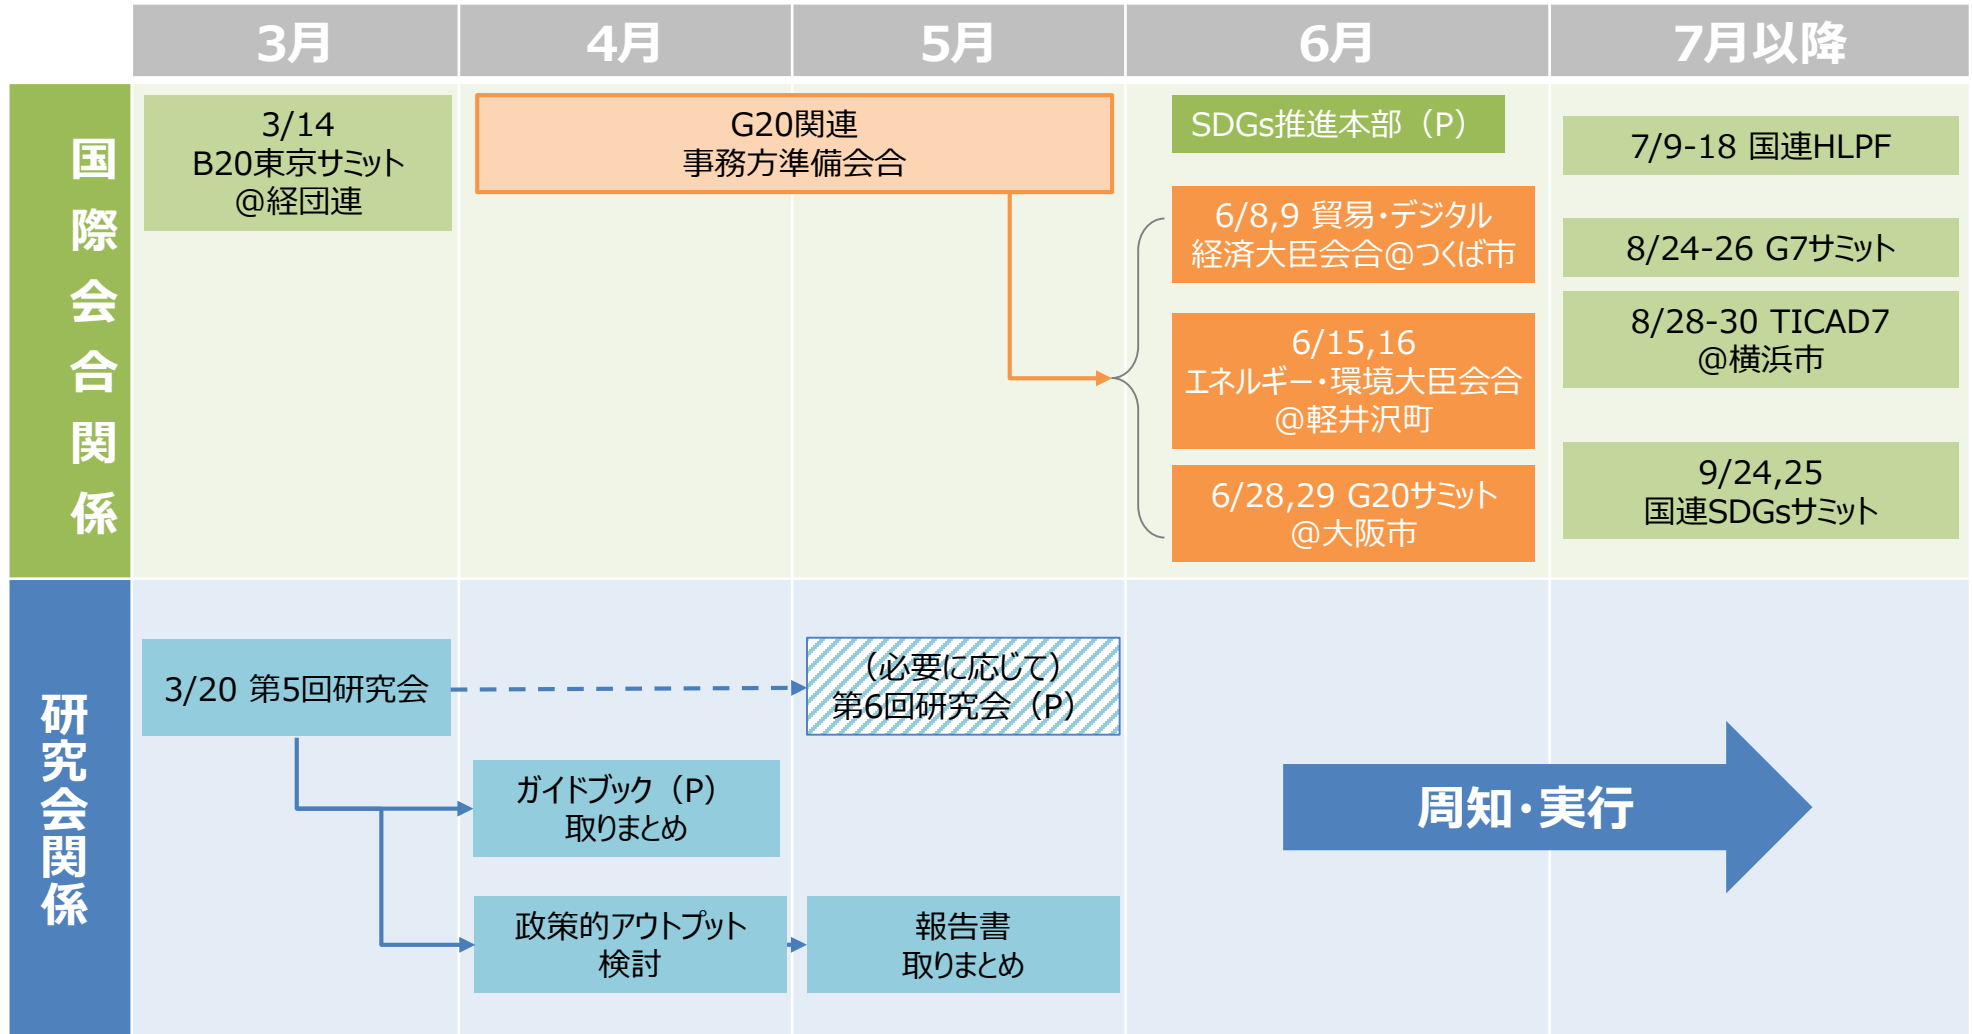 3月
4月
5月
6月
7月以降
国際会合関係
3/14
B20東京サミット
@経団連
G20関連
事務方準備会合
SDGs推進本部（P）
6/8,9 貿易・デジタル
経済大臣会合@つくば市
6/15,16
エネルギー・環境大臣会合
@軽井沢町
6/28,29 G20サミット
@大阪市
7/9-18 国連HLPF
8/24-26 G7サミット
8/28-30 TICAD7
@横浜市
9/24,25
国連SDGsサミット
研究会関係
3/20 第5回研究会
（必要に応じて）
第6回研究会（P）
ガイドブック（P）
取りまとめ
政策的アウトプット
検討
報告書
取りまとめ
周知・実行